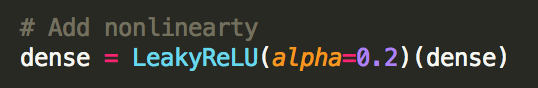 # Add nonlinearty
dense = LeakyReLU(alpha=0.2)(dense)